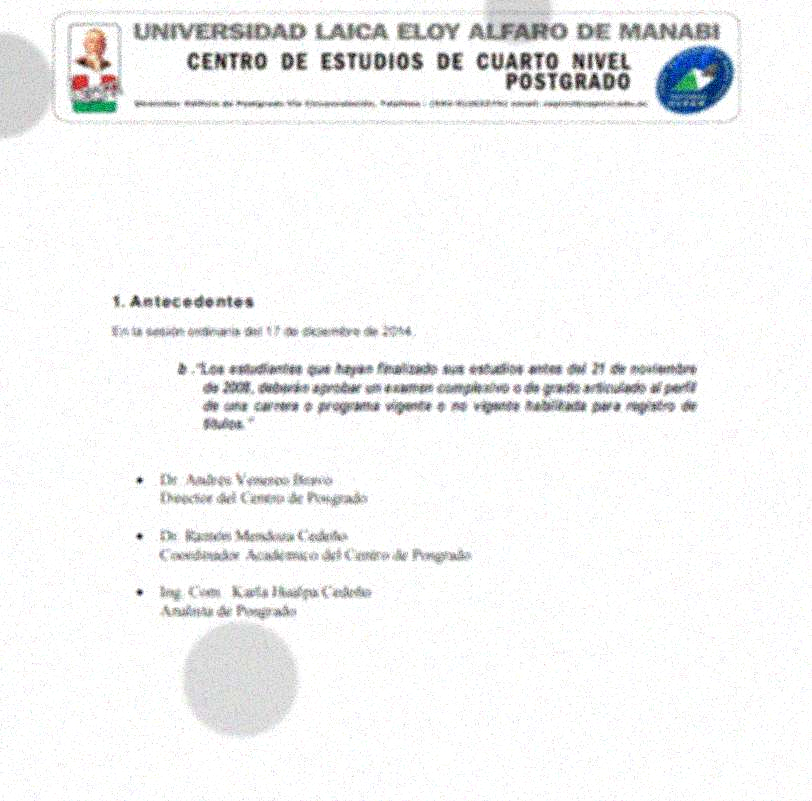 UNIVERSIDAD LAICA ELOY ALFARO DE MANABI
CENTRO DE ESTUDIOS DE CUARTO NIVEL
POSTGRADO
1. Antecedentes
En la sesión ordinaria del 17 de diciembre de 2014.
b ."Los estudiantes que hayan finalizado sus estudios antes del 21 de noviembre
de 2008, deberán aprobar un examen complexivo o de grado articulado al perfil
de una carrera o programa vigente o no vigente habilitada para registro de
títulos."
• Dr. Andres Venereo Bravo
Director del Centro de Posgrado
• Dr. Ramón Mendoza Cedeño
Coordinador Académico del Centro de Posgrado
• Ing. Com. Karla Hualpa Cedeño
Analista de Posgrado